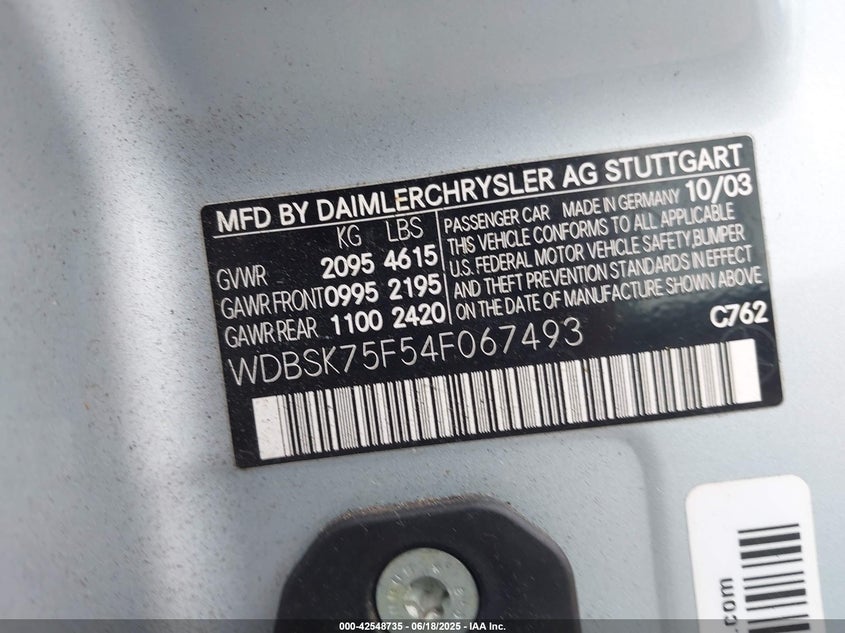 MFD BY DAIMLERCHRYSLER AG STUTTGART
KG LBS
GVWR 2095 4615
GAWR FRONT 0995 2195
GAWR REAR 1100 2420
PASSENGER CAR MADE IN GERMANY 10/03
THIS VEHICLE CONFORMS TO ALL APPLICABLE
U.S. FEDERAL MOTOR VEHICLE SAFETY, BUMPER
AND THEFT PREVENTION STANDARDS IN EFFECT
ON THE DATE OF MANUFACTURE SHOWN ABOVE
C762
WDBSK75F54F067493
.com
000-42548735 - 06/18/2025 - IAA Inc.